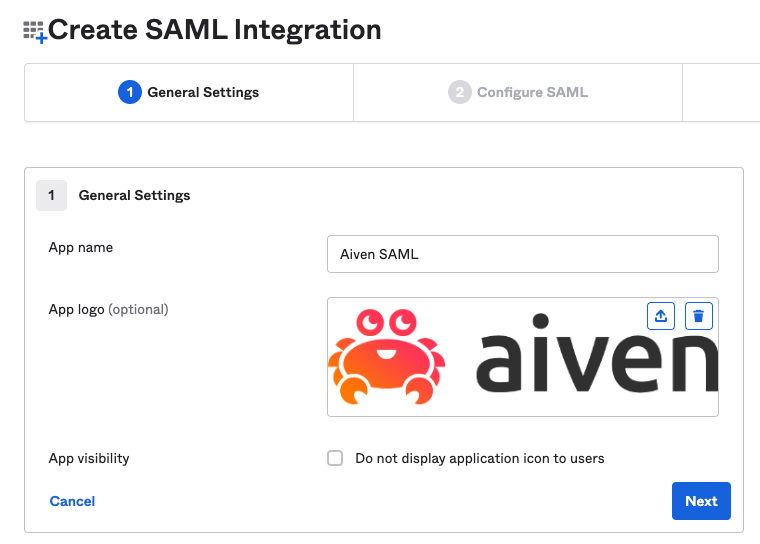 Create SAML Integration
1 General Settings
2 Configure SAML
1 General Settings
App name
Aiven SAML
App logo (optional)
aiven
App visibility
Do not display application icon to users
Cancel
Next